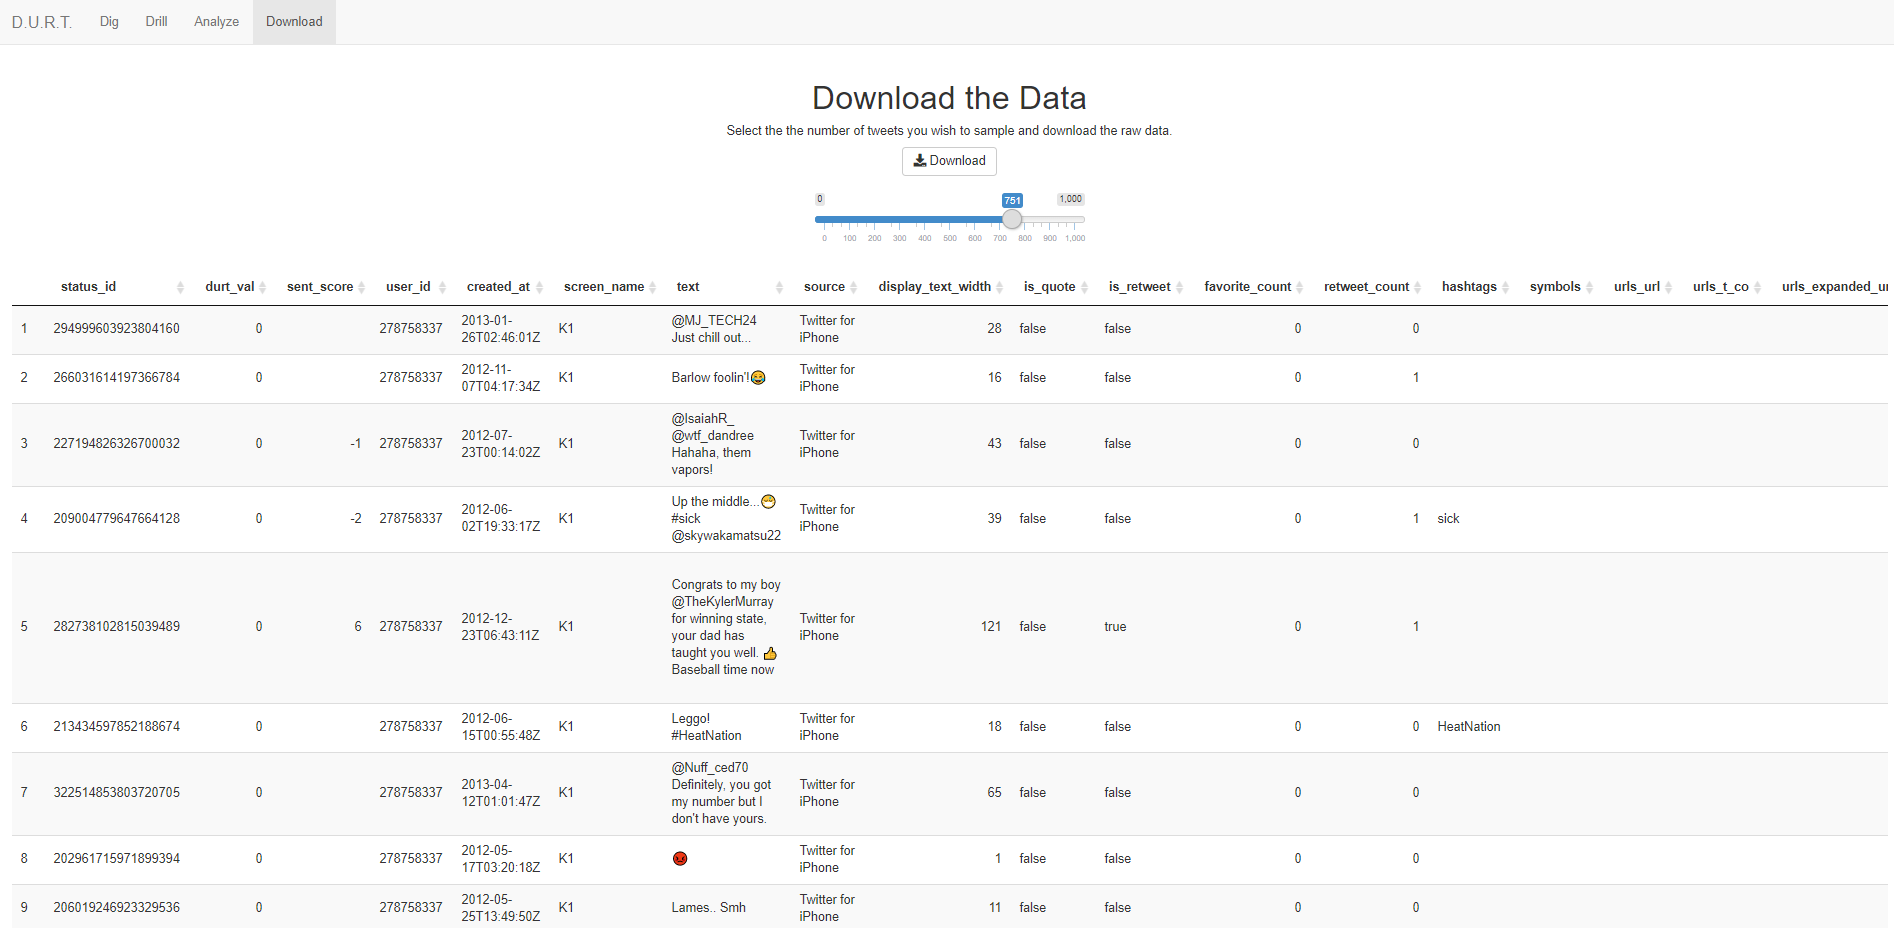 D.U.R.T. Dig Drill Analyze Download
Download the Data
Select the the number of tweets you wish to sample and download the raw data.
Download
0 751 1,000
0 100 200 300 400 500 600 700 800 900 1,000
status_id durt_val sent_score user_id created_at screen_name text source display_text_width is_quote is_retweet favorite_count retweet_count hashtags symbols urls_url urls_t_co urls_expanded_ur
1 294999603923804160 0 278758337 2013-01-
26T02:46:01Z K1 @MJ_TECH24
Just chill out... Twitter for
iPhone 28 false false 0 0
2 266031614197366784 0 278758337 2012-11-
07T04:17:34Z K1 Barlow foolin'!😂 Twitter for
iPhone 16 false false 0 1
3 227194826326700032 0 -1 278758337 2012-07-
23T00:14:02Z K1 @IsaiahR_
@wtf_dandree
Hahaha, them
vapors! Twitter for
iPhone 43 false false 0 0
4 209004779647664128 0 -2 278758337 2012-06-
02T19:33:17Z K1 Up the middle...😁
#sick
@skywakamatsu22 Twitter for
iPhone 39 false false 0 1 sick
5 282738102815039489 0 6 278758337 2012-12-
23T06:43:11Z K1 Congrats to my boy
@TheKylerMurray
for winning state,
your dad has
taught you well. 👍
Baseball time now Twitter for
iPhone 121 false true 0 1
6 213434597852188674 0 278758337 2012-06-
15T00:55:48Z K1 Leggo!
#HeatNation Twitter for
iPhone 18 false false 0 0 HeatNation
7 322514853803720705 0 278758337 2013-04-
12T01:01:47Z K1 @Nuff_ced70
Definitely, you got
my number but I
don't have yours. Twitter for
iPhone 65 false false 0 0
8 202961715971899394 0 278758337 2012-05-
17T03:20:18Z K1 😡 Twitter for
iPhone 1 false false 0 0
9 206019246923329536 0 278758337 2012-05-
25T13:49:50Z K1 Lames.. Smh Twitter for
iPhone 11 false false 0 0